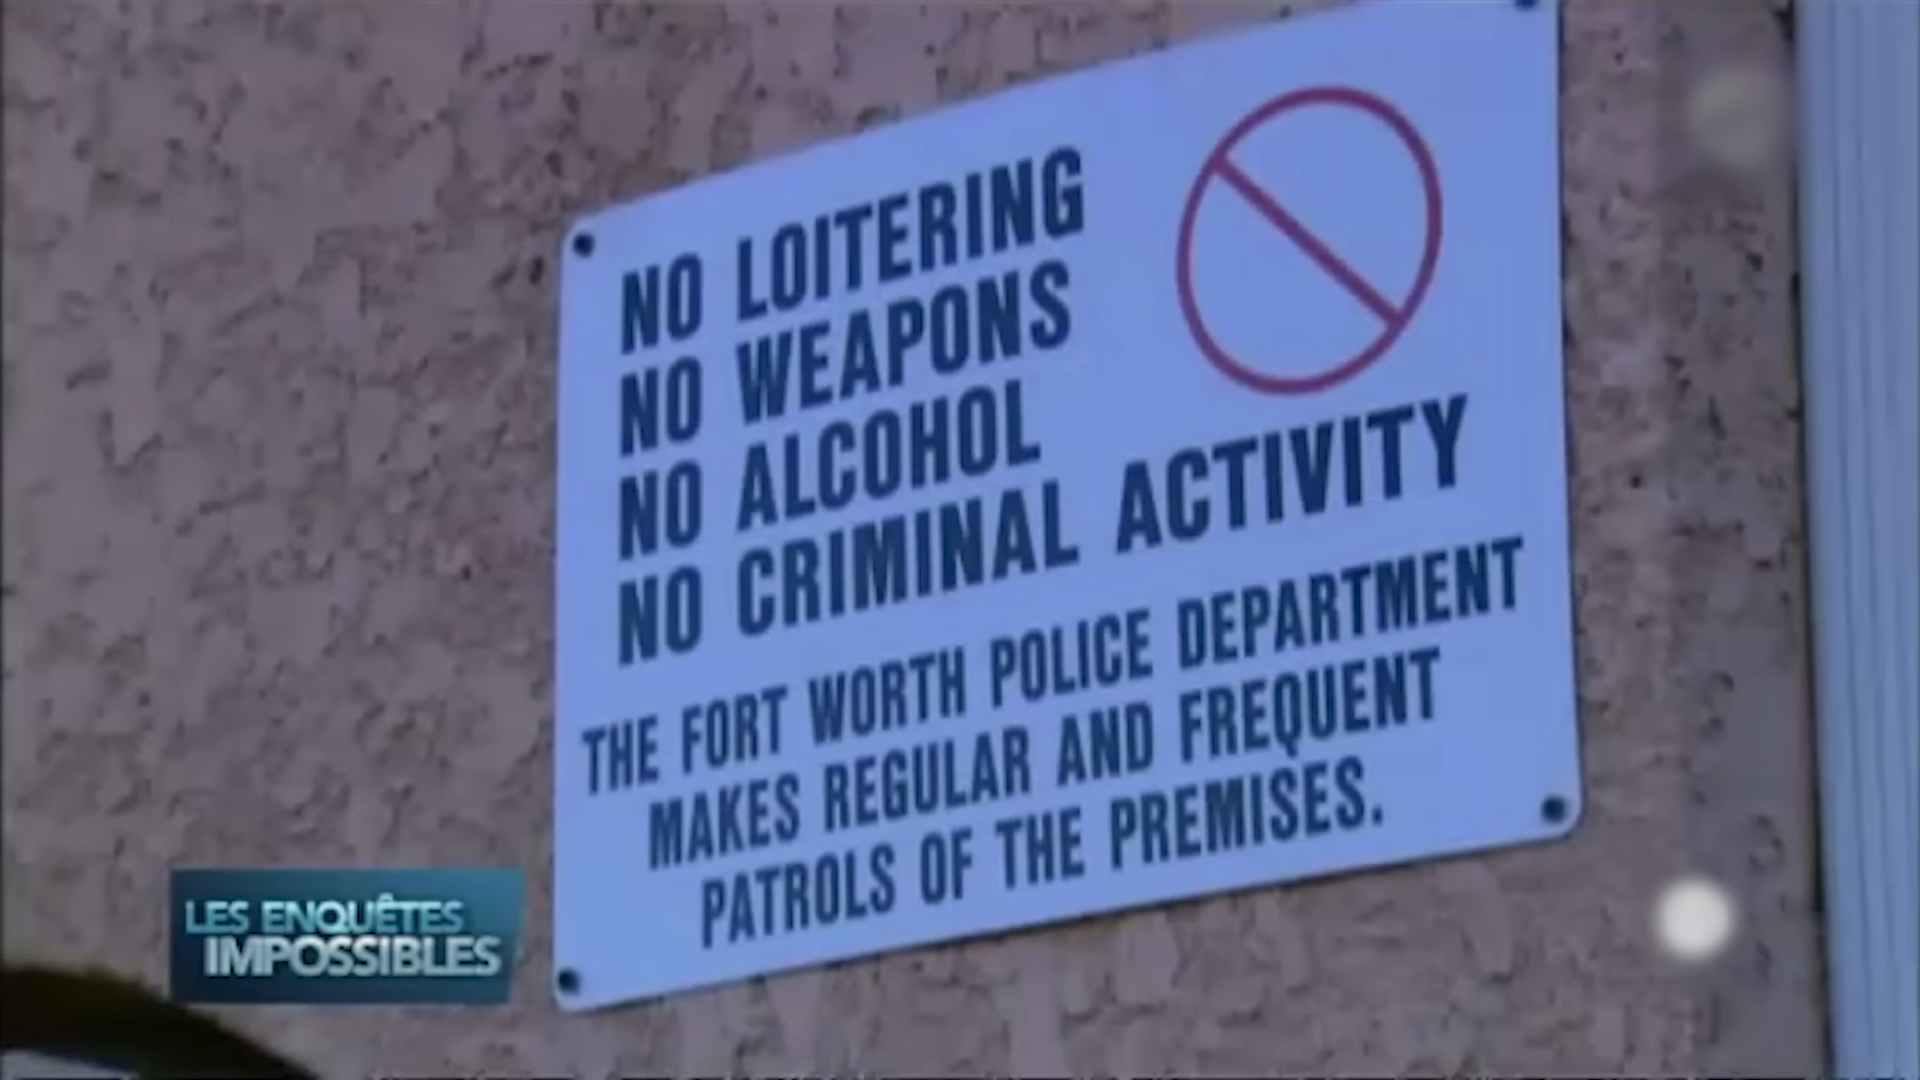 NO LOITERING
NO WEAPONS
NO ALCOHOL
NO CRIMINAL ACTIVITY
THE FORT WORTH POLICE DEPARTMENT
MAKES REGULAR AND FREQUENT
PATROLS OF THE PREMISES.
LES ENQUÊTES
IMPOSSIBLES